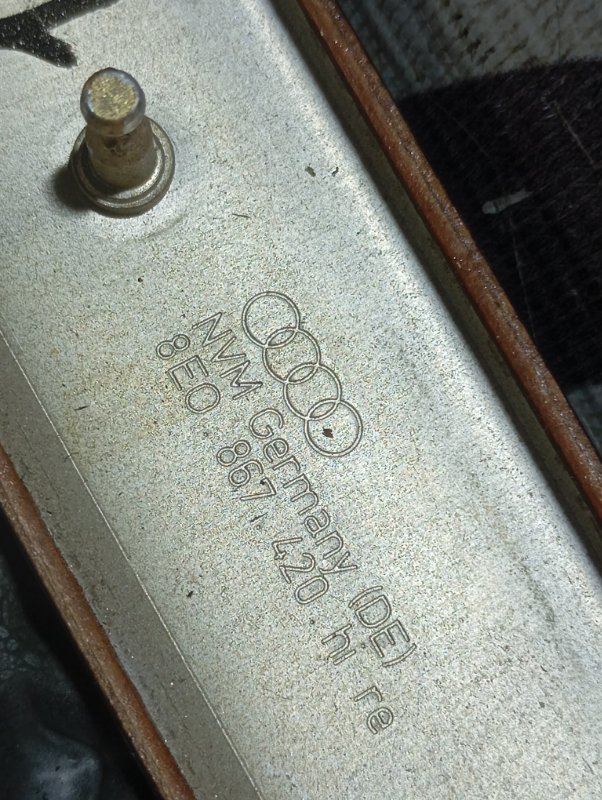 NVM Germany (DE)
8E0 867 420 hi re